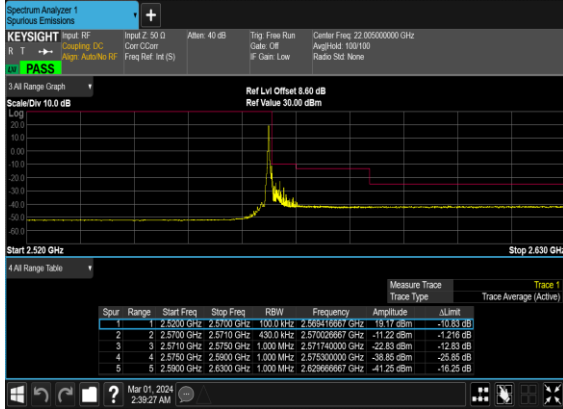 Spectrum Analyzer 1
Spurious Emissions
+
KEYSIGHT Input: RF Input Z: 50 Ω Atten: 40 dB Trig: Free Run Center Freq: 22.005000000 GHz
R T Coupling: DC Corr CCorr Gate: Off Avg|Hold: 100/100
Align: Auto/No RF Freq Ref: Int (S) IF Gain: Low Radio Std: None
PASS
3 All Range Graph
Ref Lvl Offset 8.60 dB
Scale/Div 10.0 dB Ref Value 30.00 dBm
Log
20.0
10.0
0.00
-10.0
-20.0
-30.0
-40.0
-50.0
-60.0
Start 2.520 GHz Stop 2.630 GHz
4 All Range Table
Measure Trace Trace 1
Trace Type Trace Average (Active)
Spur Range Start Freq Stop Freq RBW Frequency Amplitude ΔLimit
1 1 2.5200 GHz 2.5700 GHz 100.0 kHz 2.569416667 GHz 19.17 dBm -10.83 dB
2 2 2.5700 GHz 2.5710 GHz 430.0 kHz 2.570026667 GHz -11.22 dBm -1.216 dB
3 3 2.5710 GHz 2.5750 GHz 1.000 MHz 2.571740000 GHz -22.83 dBm -12.83 dB
4 4 2.5750 GHz 2.5900 GHz 1.000 MHz 2.575300000 GHz -38.85 dBm -25.85 dB
5 5 2.5900 GHz 2.6300 GHz 1.000 MHz 2.629666667 GHz -41.25 dBm -16.25 dB
? Mar 01, 2024
2:39:27 AM